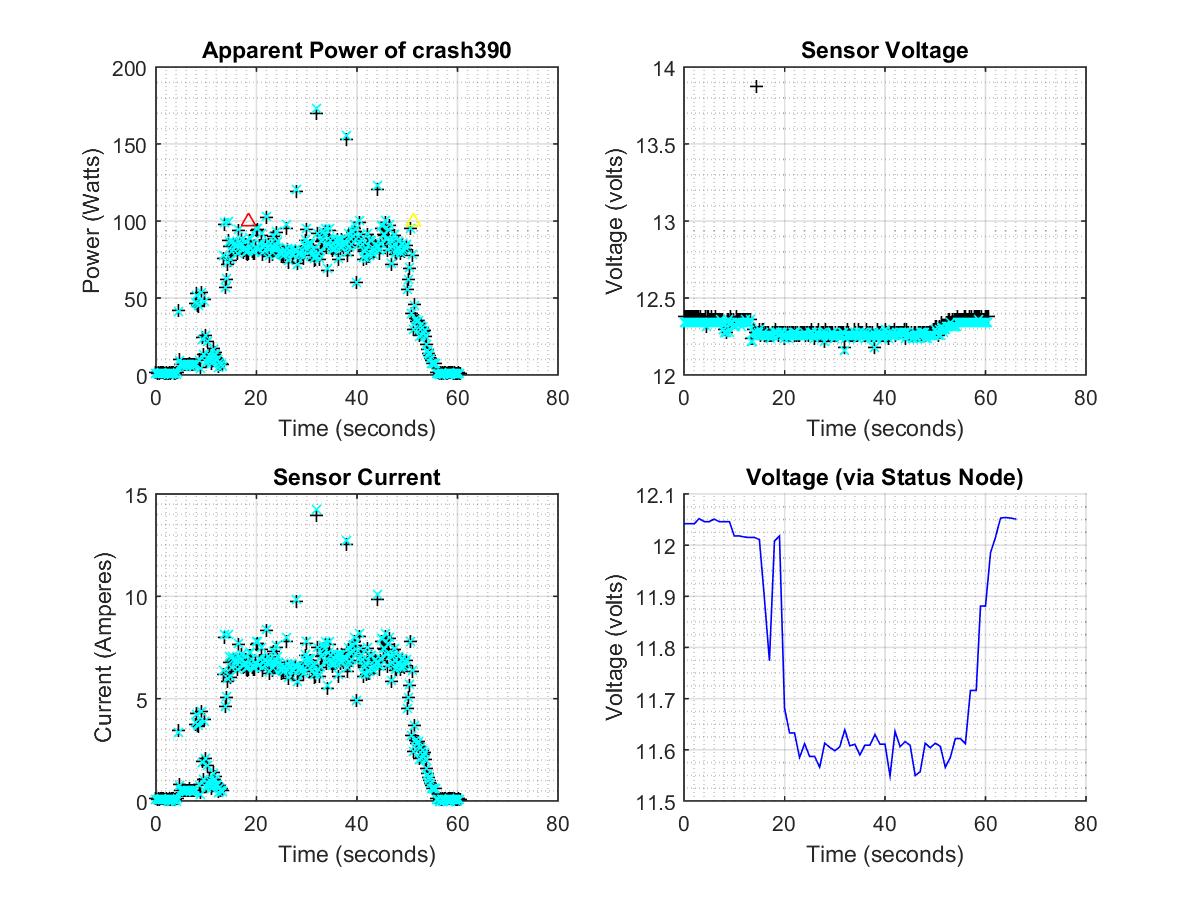 Apparent Power of crash390
200
150
100
50
0
Power (Watts)
0 20 40 60 80
Time (seconds)
Sensor Voltage
14
13.5
13
12.5
12
Voltage (volts)
0 20 40 60 80
Time (seconds)
Sensor Current
15
10
5
0
Current (Amperes)
0 20 40 60 80
Time (seconds)
Voltage (via Status Node)
12.1
12
11.9
11.8
11.7
11.6
11.5
Voltage (volts)
0 20 40 60 80
Time (seconds)